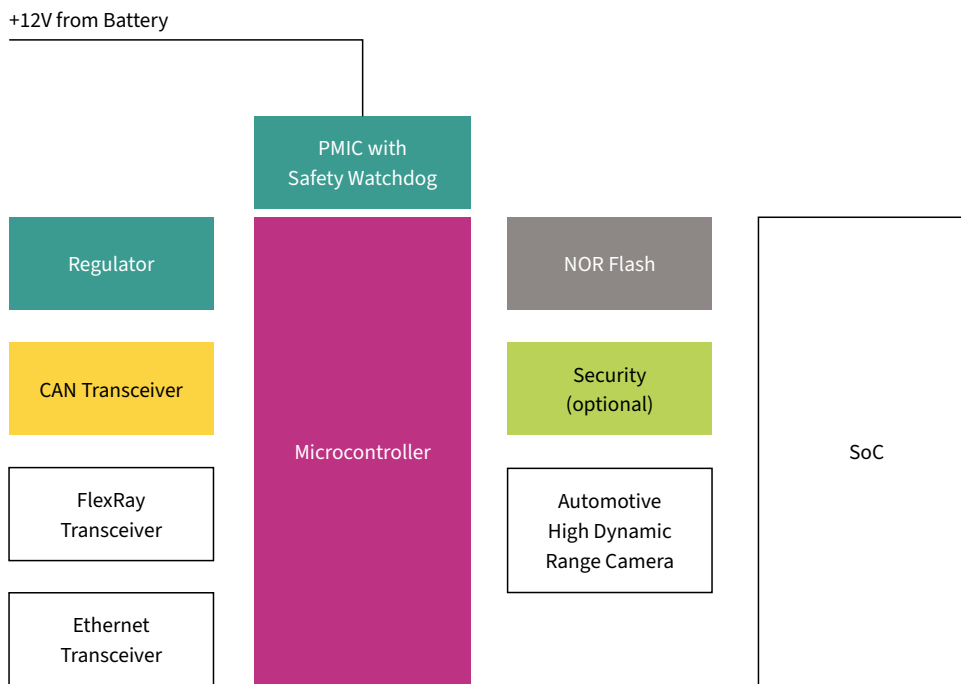 +12V from Battery
PMIC with
Safety Watchdog
Regulator
NOR Flash
CAN Transceiver
Security
(optional)
Microcontroller
SoC
FlexRay
Transceiver
Automotive
High Dynamic
Range Camera
Ethernet
Transceiver